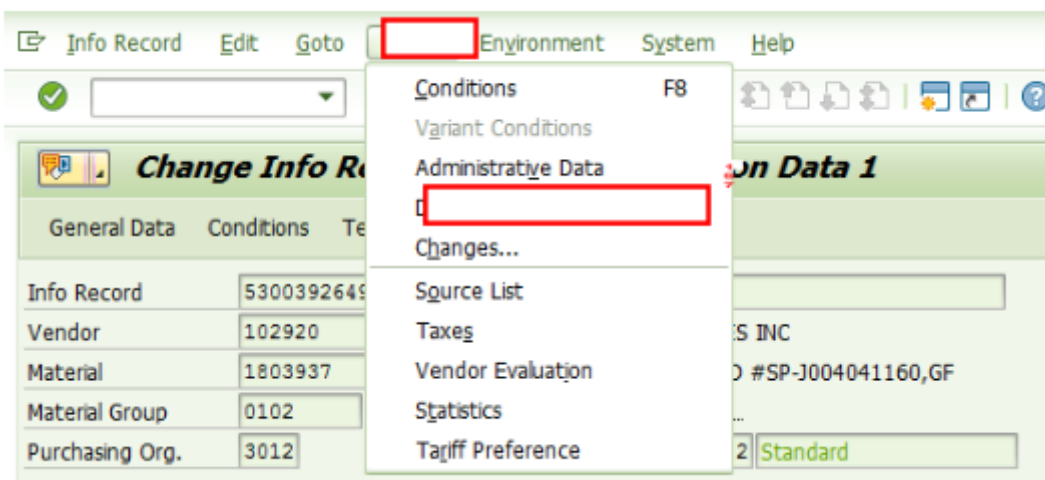 Info Record Edit Goto Environment System Help
Conditions F8
Variant Conditions
Administrative Data
Changes...
Source List
Taxes
Vendor Evaluation
Statistics
Tariff Preference
Change Info Re on Data 1
General Data Conditions Te
Info Record 5300392649
Vendor 102920 S INC
Material 1803937 #SP-J004041160,GF
Material Group 0102 ...
Purchasing Org. 3012 2 Standard